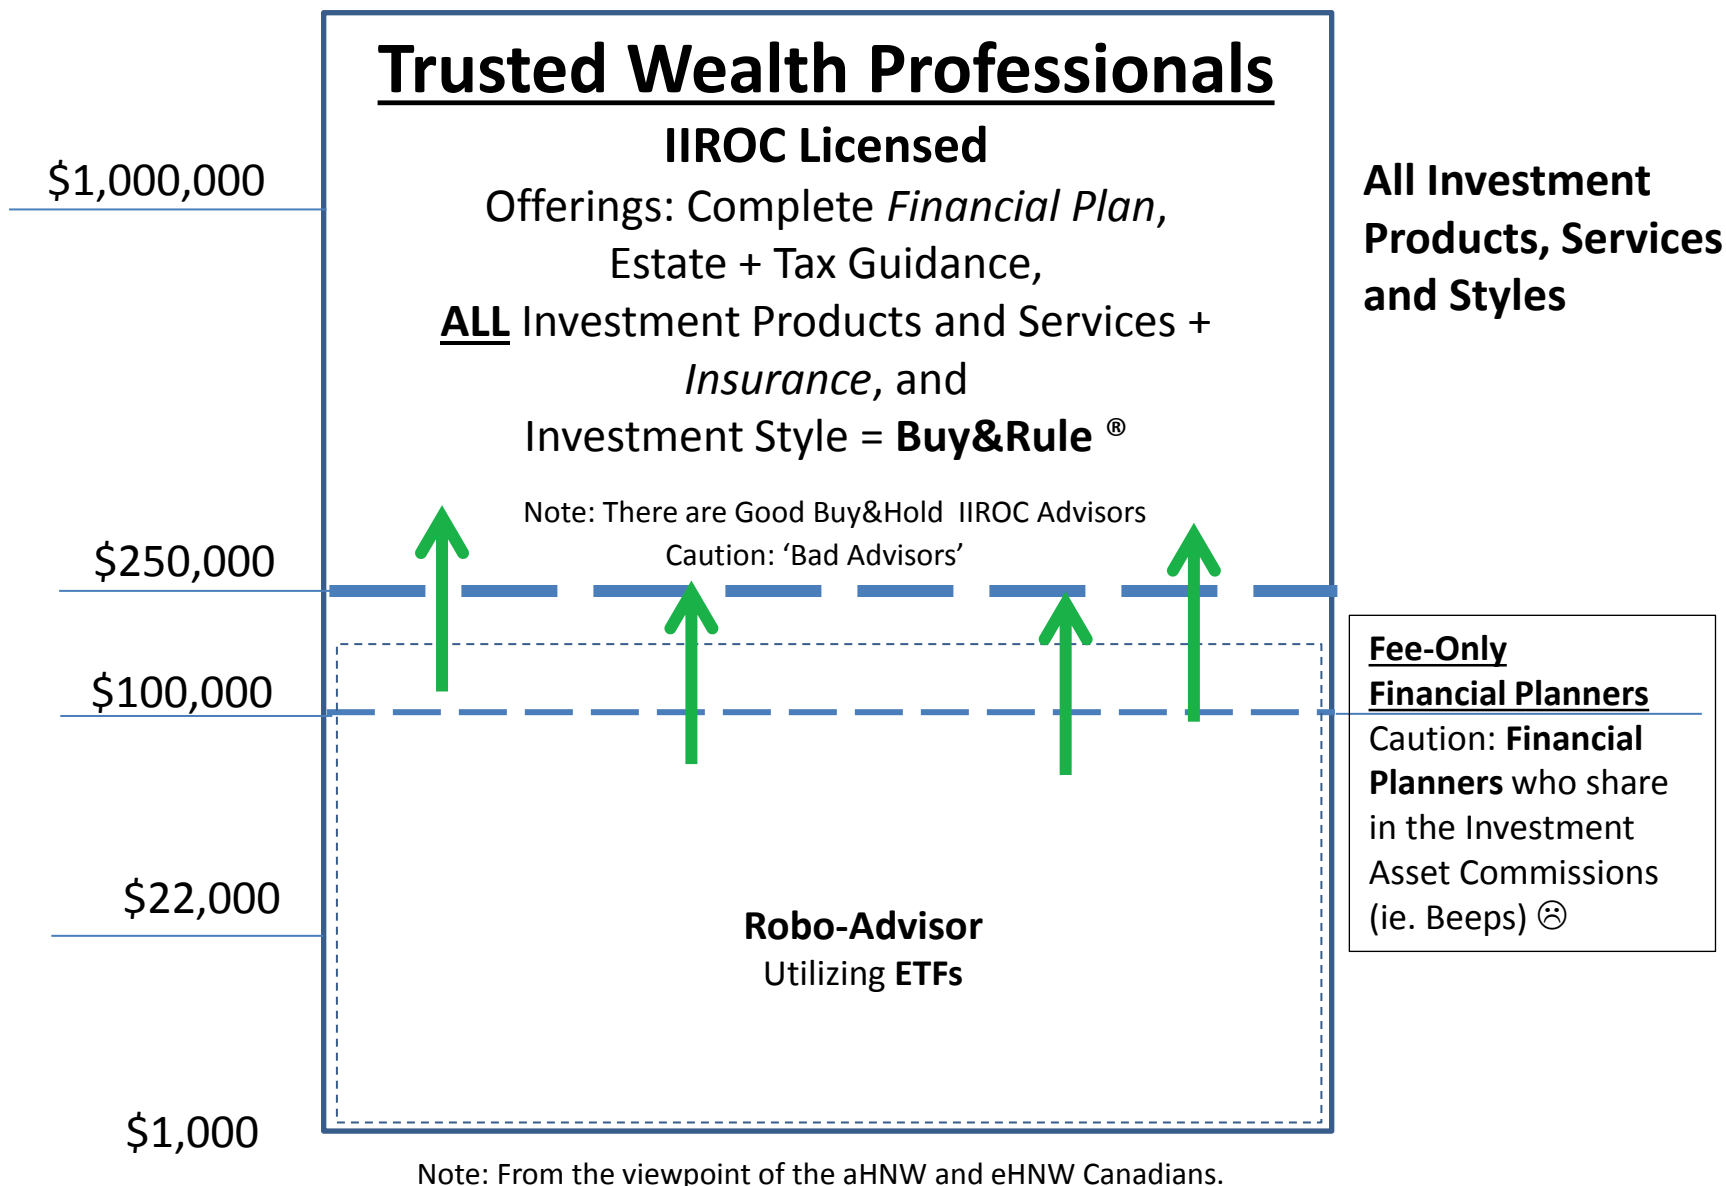 Trusted Wealth Professionals
IIROC Licensed
Offerings: Complete Financial Plan,
Estate + Tax Guidance,
ALL Investment Products and Services +
Insurance, and
Investment Style = Buy&Rule ®
Note: There are Good Buy&Hold IIROC Advisors
Caution: ‘Bad Advisors’
$1,000,000
$250,000
$100,000
$22,000
$1,000
All Investment
Products, Services
and Styles
Fee-Only
Financial Planners
Caution: Financial
Planners who share
in the Investment
Asset Commissions
(ie. Beeps) ☹
Robo-Advisor
Utilizing ETFs
Note: From the viewpoint of the aHNW and eHNW Canadians.